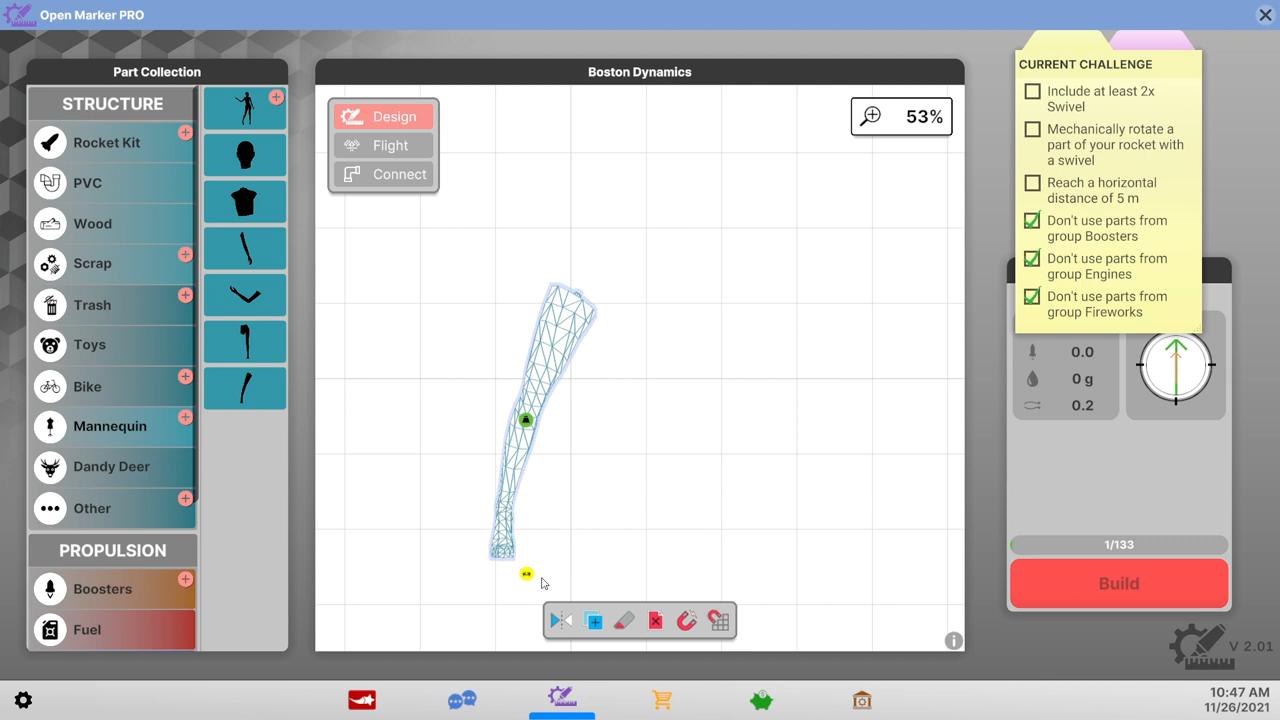 Open Marker PRO
Part Collection
STRUCTURE
Rocket Kit
PVC
Wood
Scrap
Trash
Toys
Bike
Mannequin
Dandy Deer
Other
PROPULSION
Boosters
Fuel
Boston Dynamics
Design
Flight
Connect
53%
CURRENT CHALLENGE
Include at least 2x
Swivel
Mechanically rotate a
part of your rocket with
a swivel
Reach a horizontal
distance of 5 m
Don't use parts from
group Boosters
Don't use parts from
group Engines
Don't use parts from
group Fireworks
0.0
0 g
0.2
1/133
Build
V 2.01
10:47 AM
11/26/2021